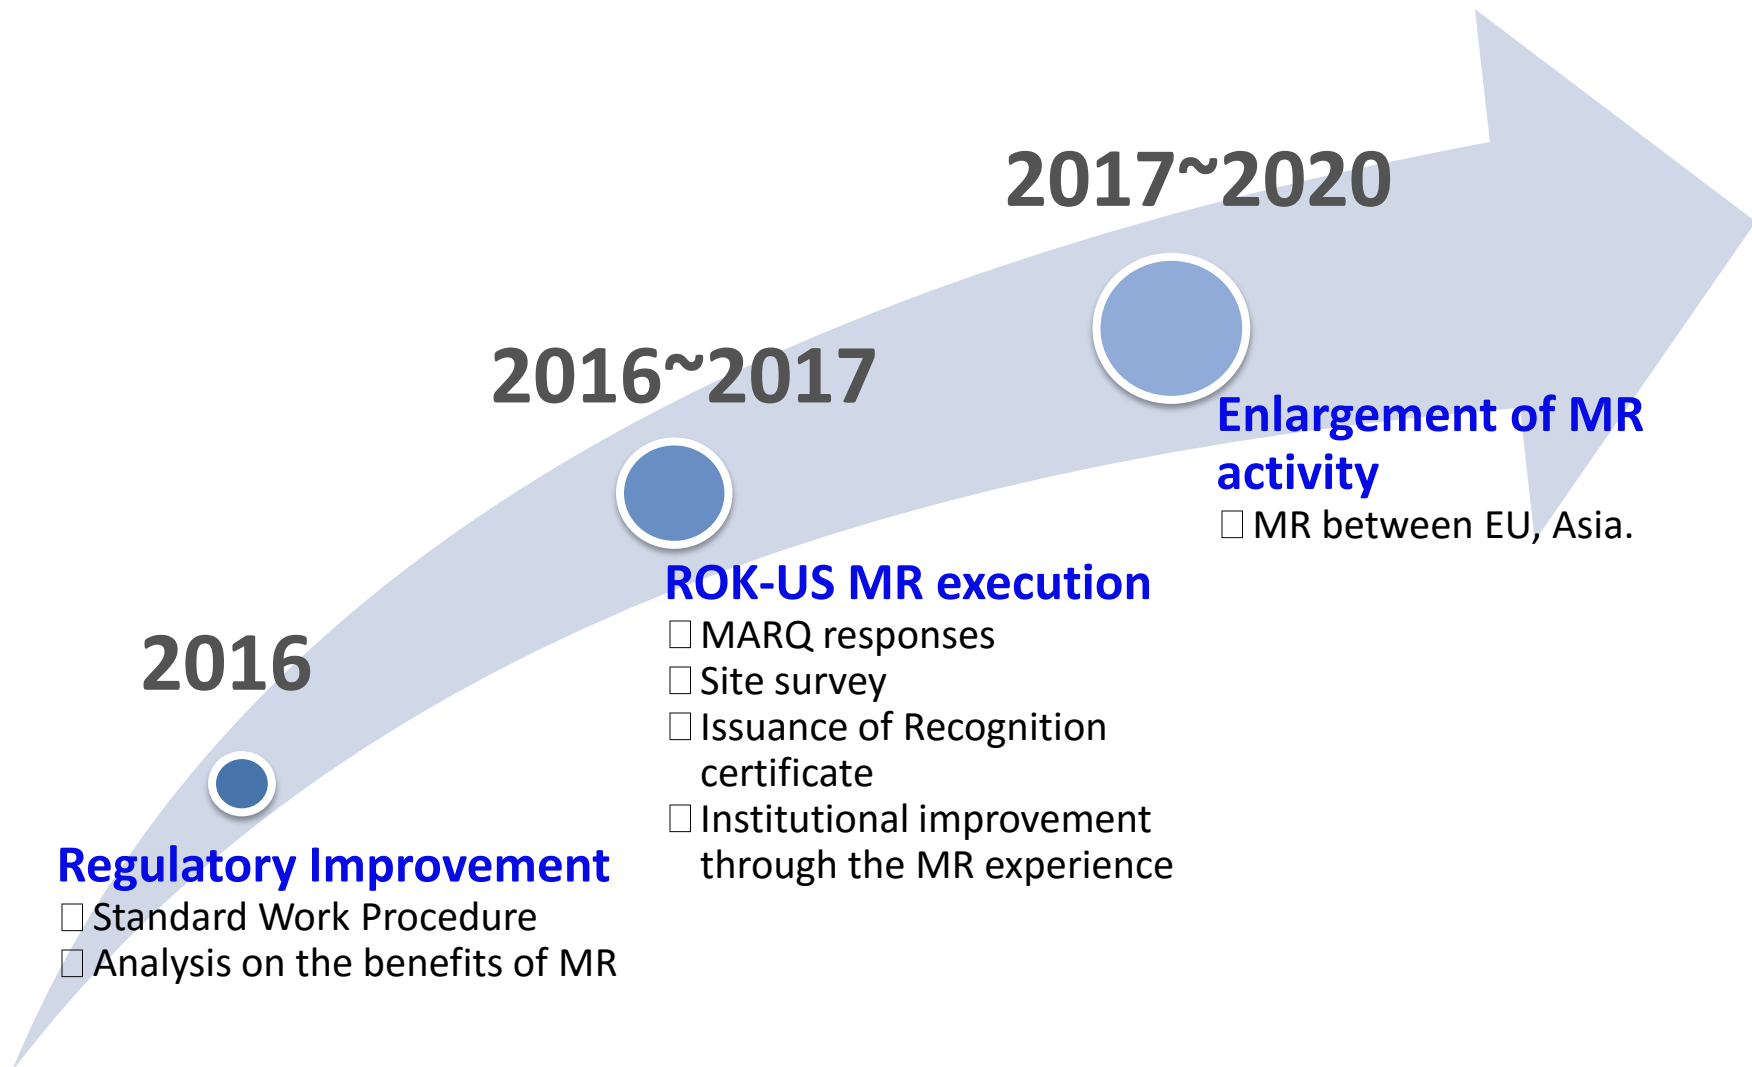 2016
Regulatory Improvement
□ Standard Work Procedure
□ Analysis on the benefits of MR
2016~2017
ROK-US MR execution
□ MARQ responses
□ Site survey
□ Issuance of Recognition
certificate
□ Institutional improvement
through the MR experience
2017~2020
Enlargement of MR
activity
□ MR between EU, Asia.